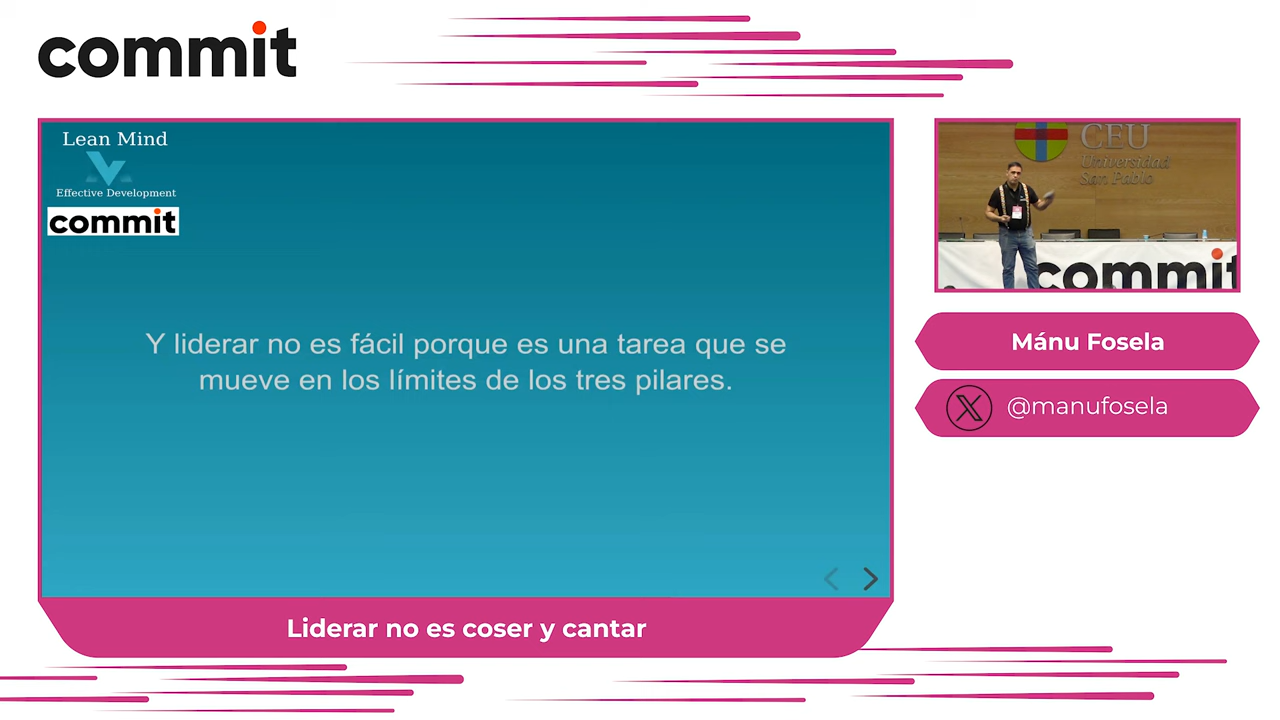 commit
Lean Mind
Effective Development
commit
Y liderar no es fácil porque es una tarea que se
mueve en los límites de los tres pilares.
Liderar no es coser y cantar
CEU
Universidad
San Pablo
commit
Mánu Fosela
@manufosela